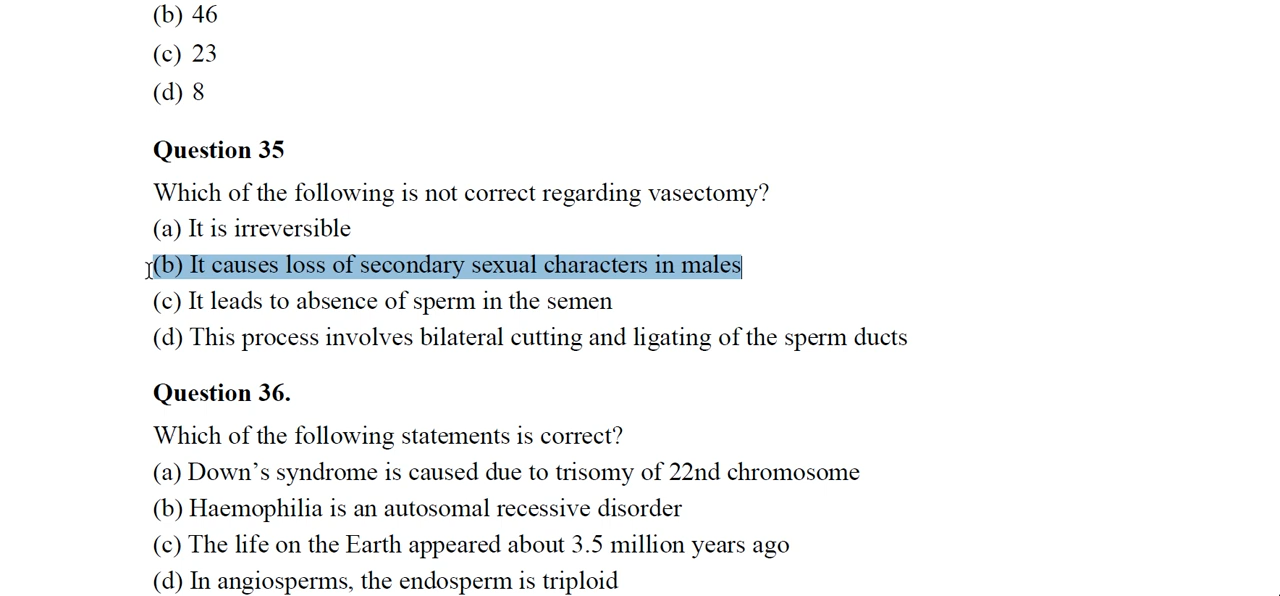 (b) 46
(c) 23
(d) 8
Question 35
Which of the following is not correct regarding vasectomy?
(a) It is irreversible
(b) It causes loss of secondary sexual characters in males
(c) It leads to absence of sperm in the semen
(d) This process involves bilateral cutting and ligating of the sperm ducts
Question 36.
Which of the following statements is correct?
(a) Down’s syndrome is caused due to trisomy of 22nd chromosome
(b) Haemophilia is an autosomal recessive disorder
(c) The life on the Earth appeared about 3.5 million years ago
(d) In angiosperms, the endosperm is triploid